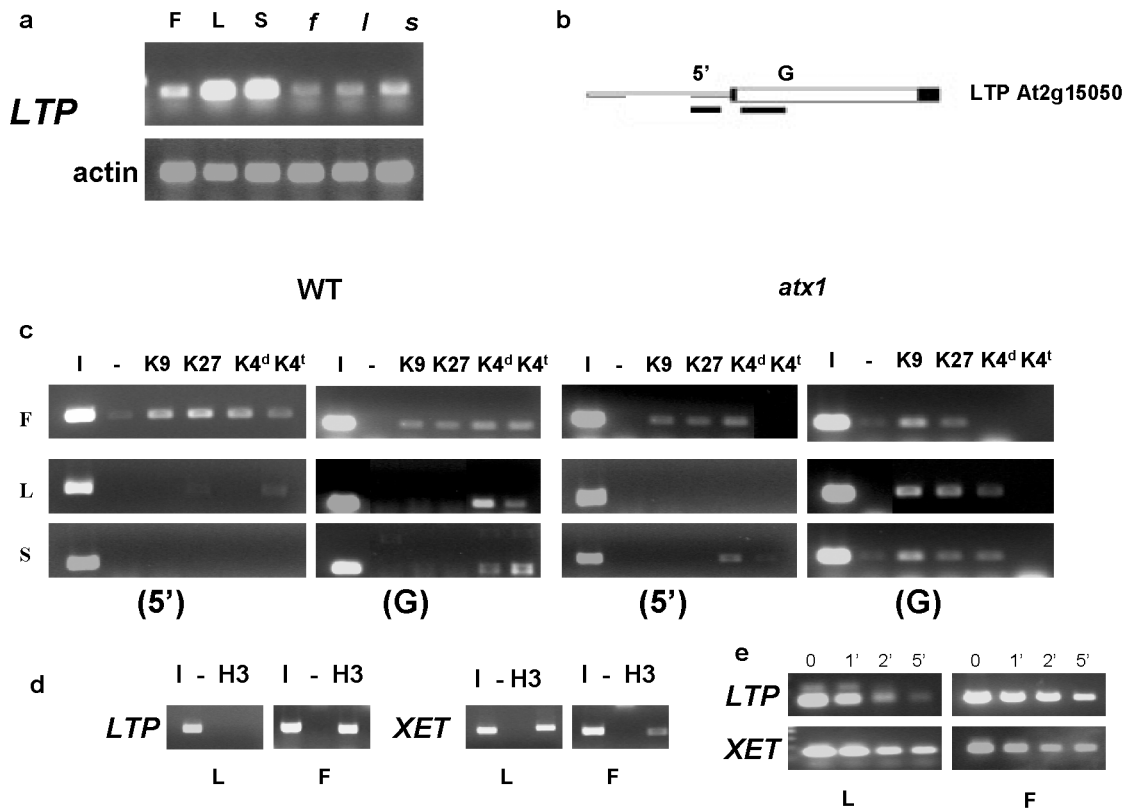 a
F L S f l s
LTP
actin
b
5’ G
LTP At2g15050
WT
atx1
c
I - K9 K27 K4d K4t
I - K9 K27 K4d K4t
I - K9 K27 K4d K4t
I - K9 K27 K4d K4t
F
L
S
(5’)
(G)
(5’)
(G)
d
I - H3
I - H3
I - H3
I - H3
LTP
XET
L
F
L
F
e
0 1’ 2’ 5’
0 1’ 2’ 5’
LTP
XET
L
F